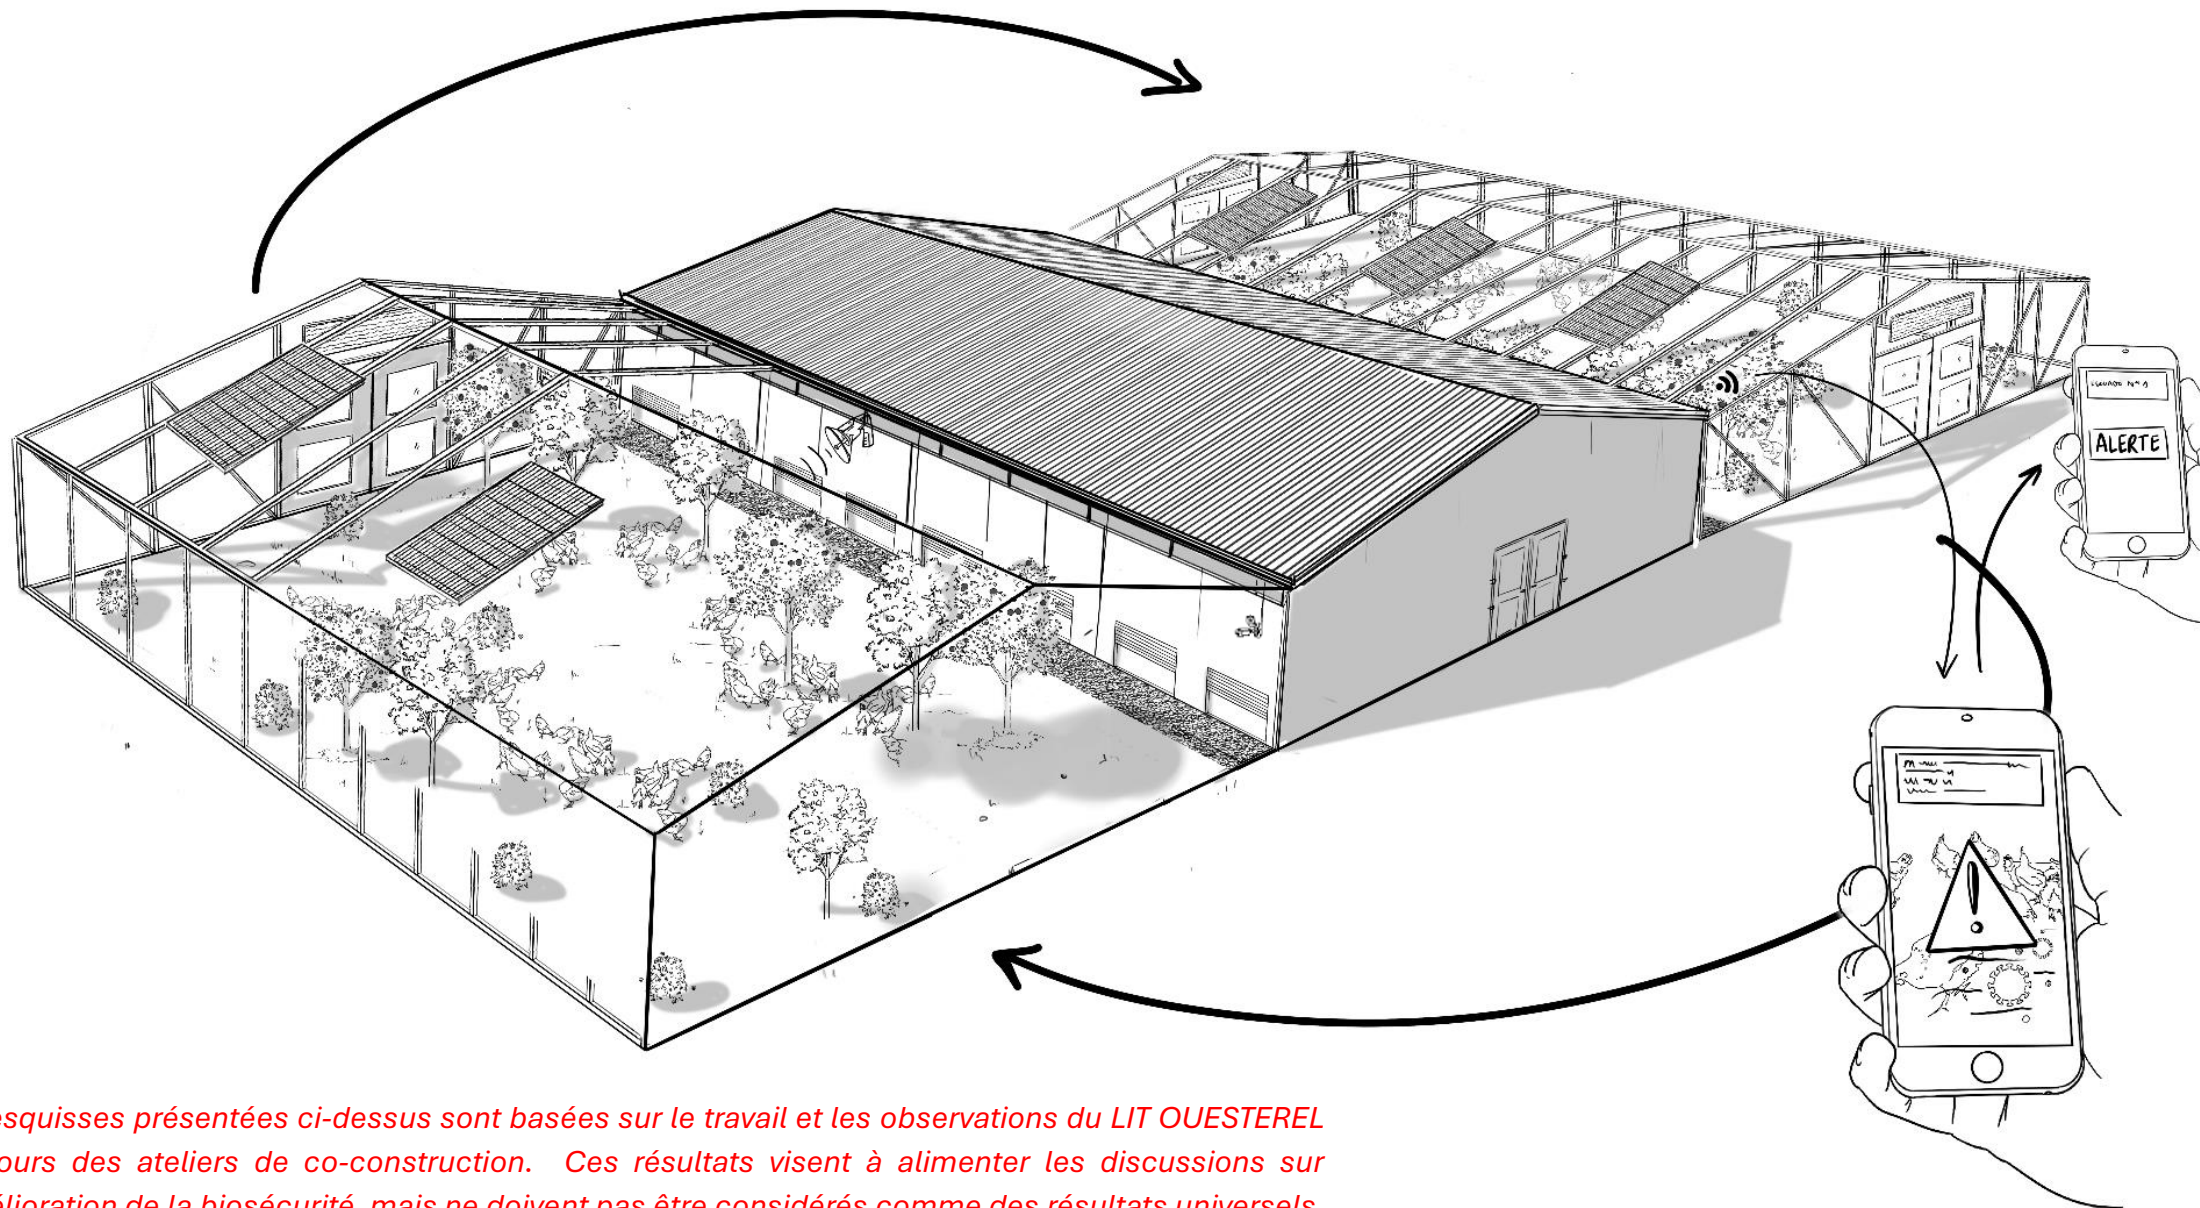 ALERTE
esquisses présentées ci-dessus sont basées sur le travail et les observations du LIT OUESTEREL
ours des ateliers de co-construction. Ces résultats visent à alimenter les discussions sur
élioration de la biosécurité, mais ne doivent pas être considérés comme des résultats universels.